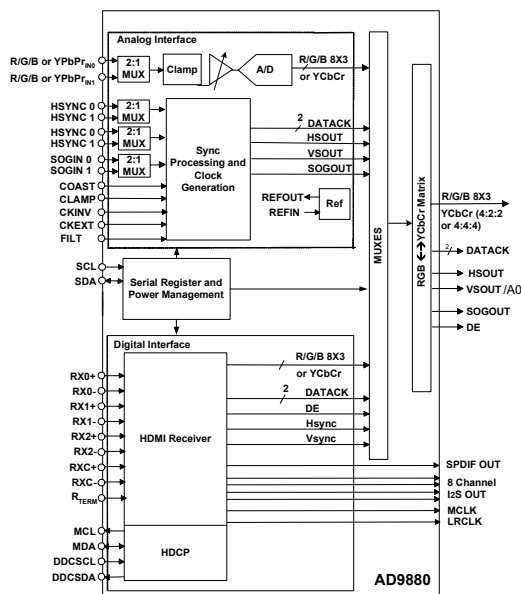 Analog Interface
R/G/B or YPbPrIN0
R/G/B or YPbPrIN1
2:1
MUX
Clamp
A/D
R/G/B 8X3
or YCbCr
HSYNC 0
HSYNC 1
2:1
MUX
HSYNC 0
HSYNC 1
2:1
MUX
SOGIN 0
SOGIN 1
2:1
MUX
COAST
CLAMP
CKINV
CKEXT
FILT
Sync
Processing and
Clock
Generation
2
DATACK
HSOUT
VSOUT
SOGOUT
REFOUT
REFIN
Ref
SCL
SDA
Serial Register and
Power Management
MUXES
RGB ↔ YCbCr Matrix
R/G/B 8X3
YCbCr (4:2:2
or 4:4:4)
2
DATACK
HSOUT
VSOUT/A0
SOGOUT
DE
Digital Interface
RX0+
RX0-
RX1+
RX1-
RX2+
RX2-
RXC+
RXC-
RTERM
HDMI Receiver
R/G/B 8X3
or YCbCr
2
DATACK
DE
Hsync
Vsync
SPDIF OUT
8 Channel
I2S OUT
MCLK
LRCLK
MCL
MDA
DDCSCL
DDCSDA
HDCP
AD9880